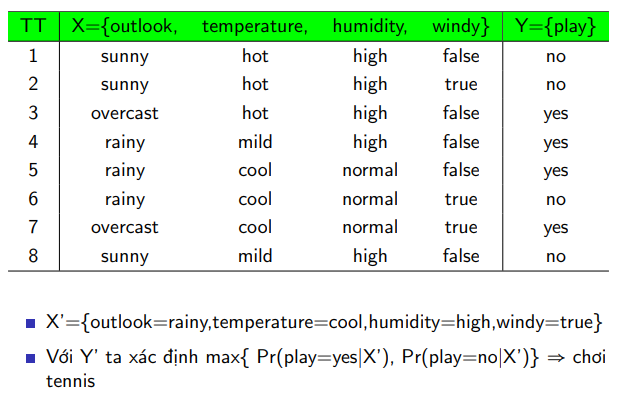 TT X={outlook, temperature, humidity, windy} Y={play}
1 sunny hot high false no
2 sunny hot high true no
3 overcast hot high false yes
4 rainy mild high false yes
5 rainy cool normal false yes
6 rainy cool normal true no
7 overcast cool normal true yes
8 sunny mild high false no
X'={outlook=rainy,temperature=cool,humidity=high,windy=true}
Với Y' ta xác định max{ Pr(play=yes|X'), Pr(play=no|X')} ⇒ chơi
tennis